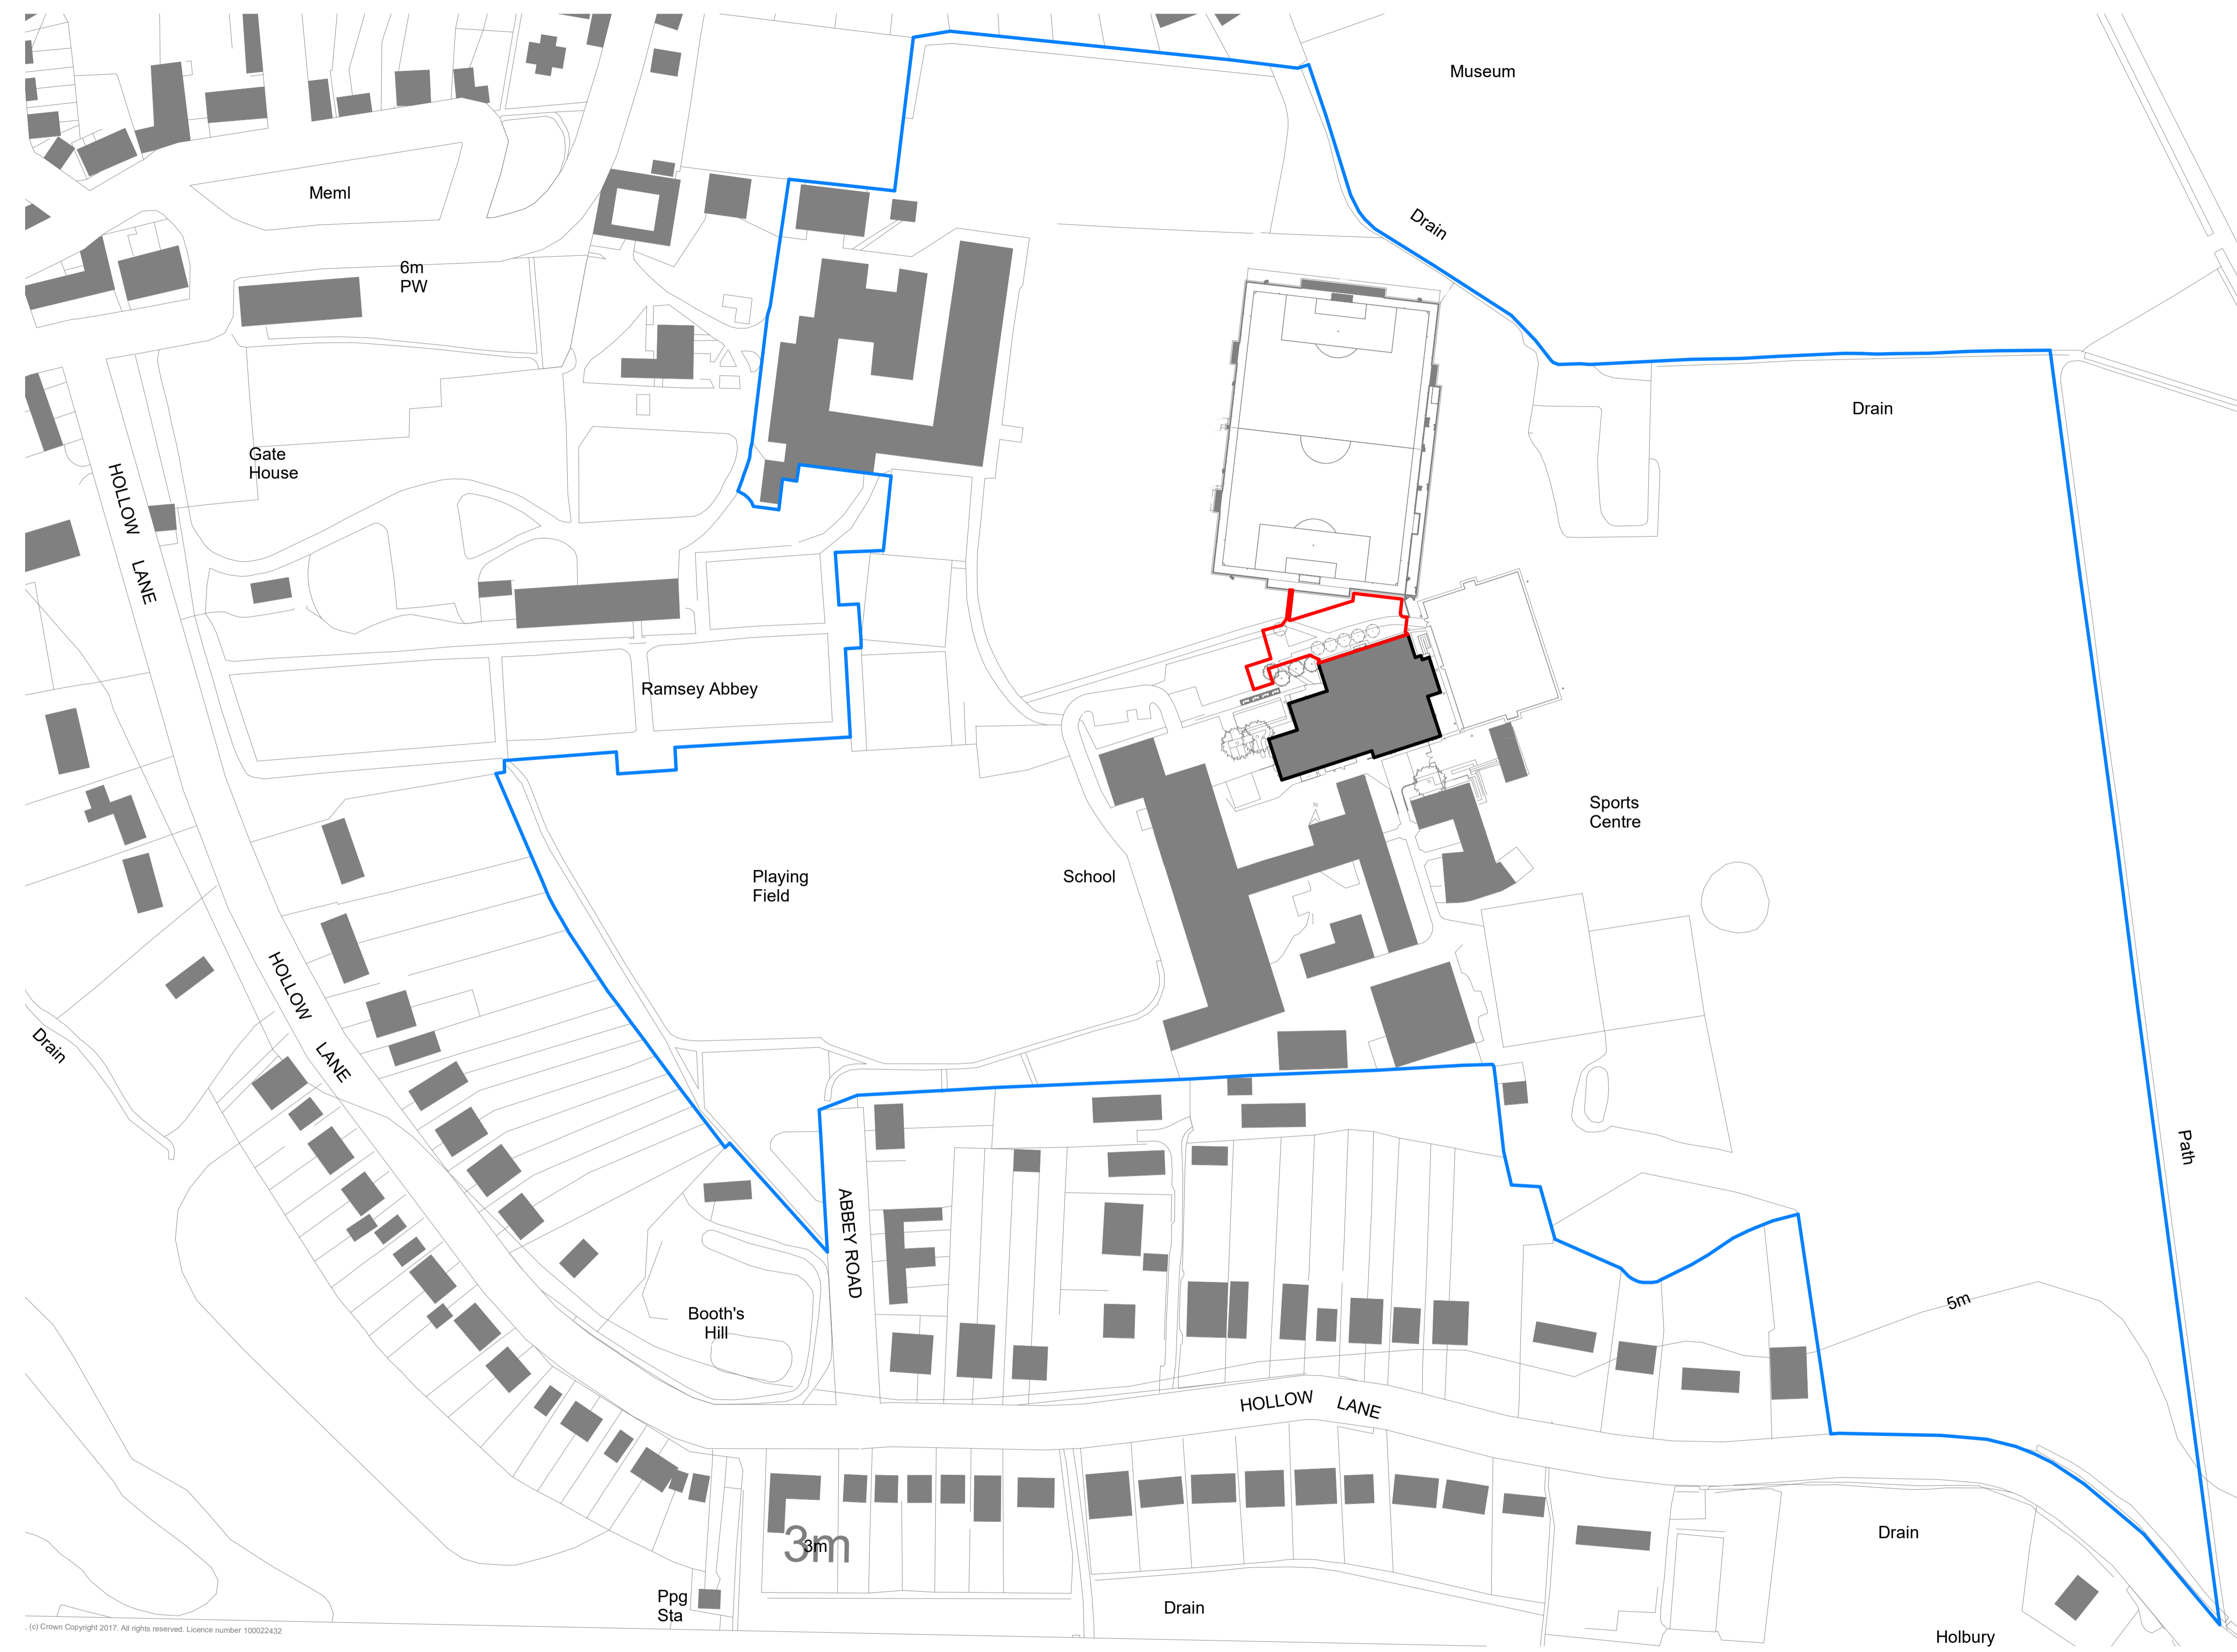 Museum
Meml
Drain
6m
PW
Drain
Gate
House
HOLLOW LANE
Ramsey Abbey
Sports
Centre
Playing
Field
School
N
HOLLOW LANE
Drain
Path
ABBEY ROAD
5m
Booth's
Hill
HOLLOW LANE
3m
3m
Drain
Ppg
Sta
Drain
Holbury
, (c) Crown Copyright 2017. All rights reserved. Licence number 100022432